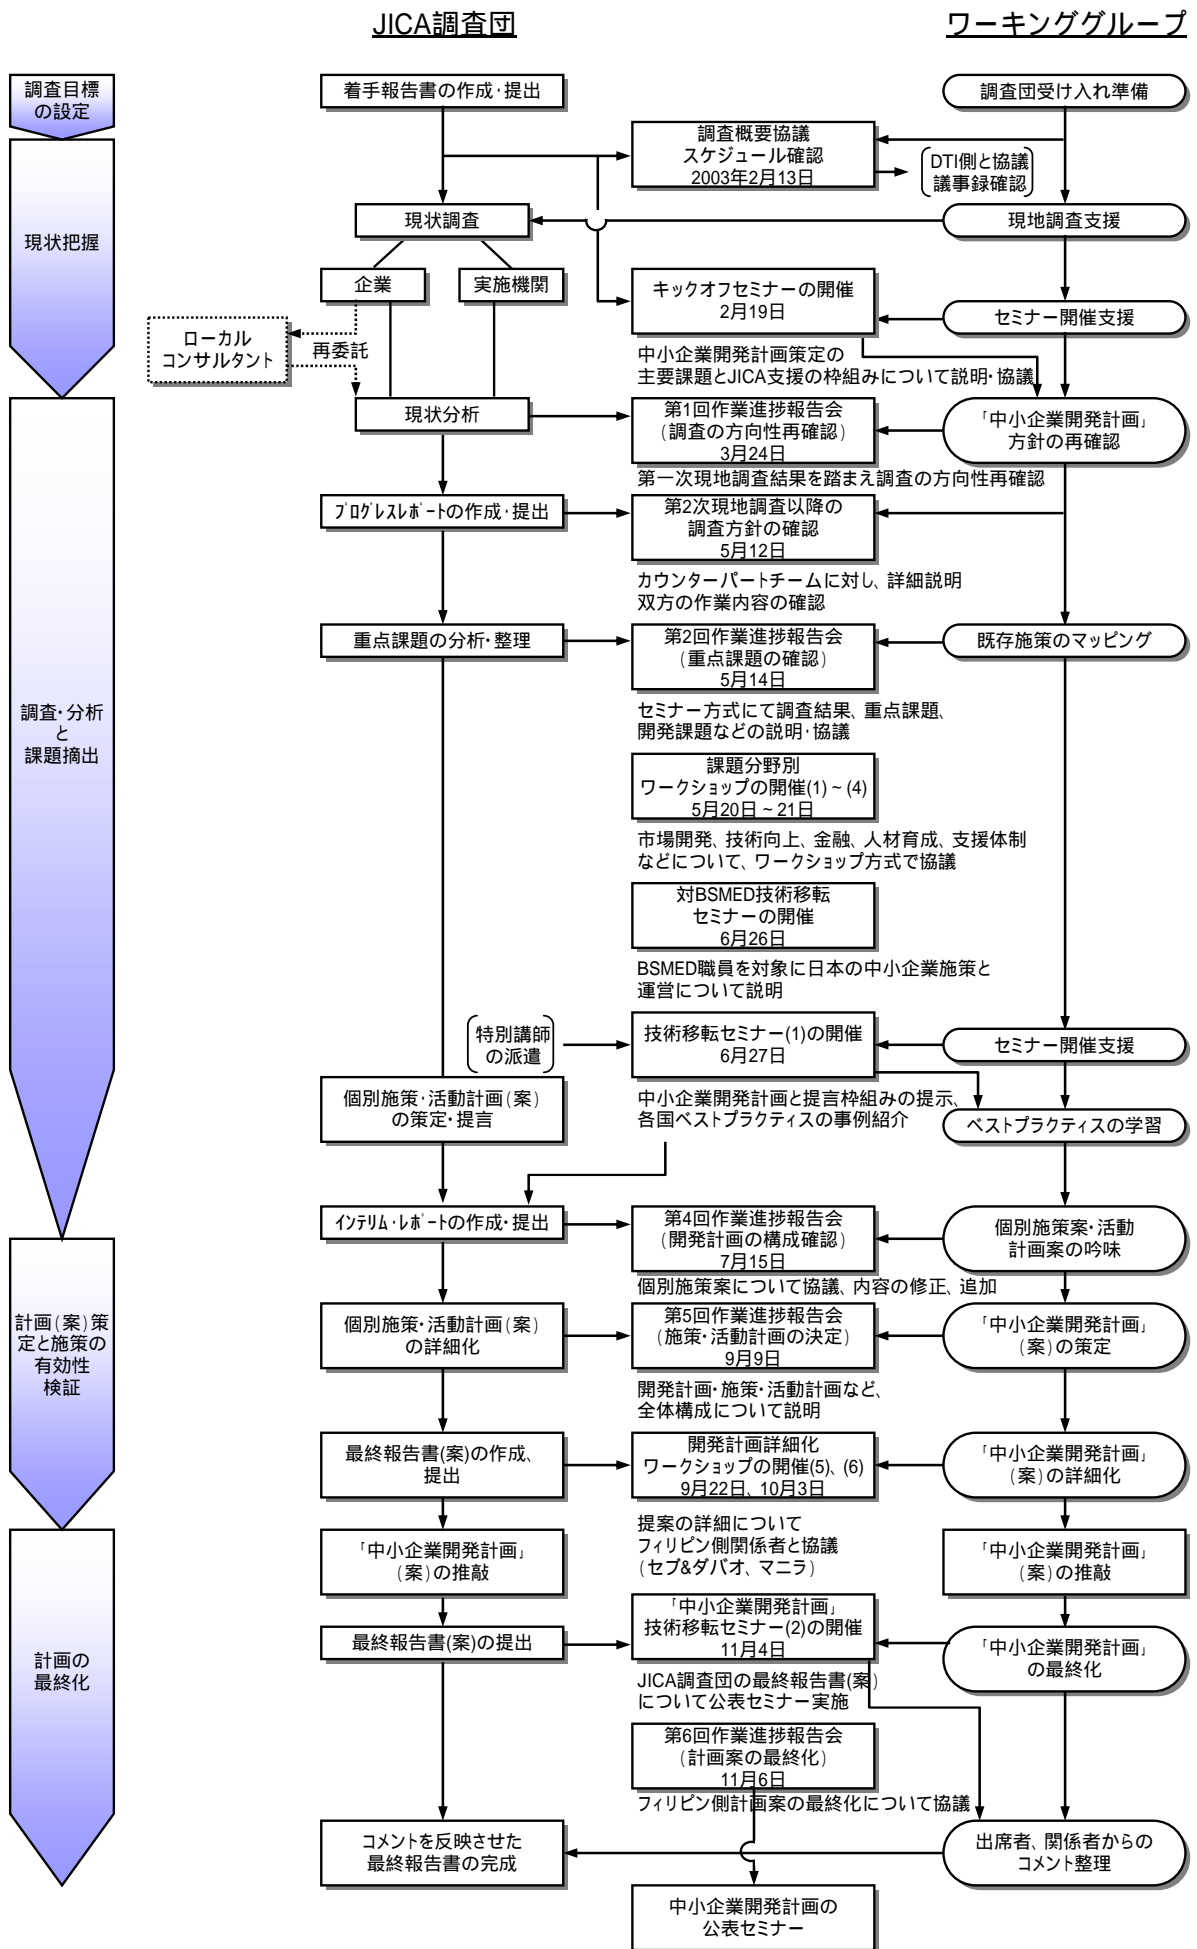 JICA調査団
ワーキンググループ
調査目標
の設定
着手報告書の作成･提出
調査団受け入れ準備
調査概要協議
スケジュール確認
2003年2月13日
DTI側と協議
議事録確認
現状把握
現状調査
現地調査支援
企業
実施機関
キックオフセミナーの開催
2月19日
セミナー開催支援
ローカル
コンサルタント
再委託
中小企業開発計画策定の
主要課題とJICA支援の枠組みについて説明･協議
現状分析
第1回作業進捗報告会
(調査の方向性再確認)
3月24日
「中小企業開発計画」
方針の再確認
第一次現地調査結果を踏まえ調査の方向性再確認
ﾌﾟﾛｸﾞﾚｽﾚﾎﾟｰﾄの作成･提出
第2次現地調査以降の
調査方針の確認
5月12日
カウンターパートチームに対し、詳細説明
双方の作業内容の確認
重点課題の分析･整理
第2回作業進捗報告会
(重点課題の確認)
5月14日
既存施策のマッピング
調査･分析
と
課題摘出
セミナー方式にて調査結果、重点課題、
開発課題などの説明･協議
課題分野別
ワークショップの開催(1) ~ (4)
5月20日 ~ 21日
市場開発、技術向上、金融、人材育成、支援体制
などについて、ワークショップ方式で協議
対BSMED技術移転
セミナーの開催
6月26日
BSMED職員を対象に日本の中小企業施策と
運営について説明
特別講師
の派遣
技術移転セミナー(1)の開催
6月27日
セミナー開催支援
個別施策･活動計画(案)
の策定･提言
中小企業開発計画と提言枠組みの提示、
各国ベストプラクティスの事例紹介
ベストプラクティスの学習
ｲﾝﾃﾘﾑ･ﾚﾎﾟｰﾄの作成･提出
第4回作業進捗報告会
(開発計画の構成確認)
7月15日
個別施策案･活動
計画案の吟味
個別施策案について協議、内容の修正、追加
計画(案)策
定と施策の
有効性
検証
個別施策･活動計画(案)
の詳細化
第5回作業進捗報告会
(施策･活動計画の決定)
9月9日
「中小企業開発計画」
(案)の策定
開発計画･施策･活動計画など、
全体構成について説明
最終報告書(案)の作成、
提出
開発計画詳細化
ワークショップの開催(5)、(6)
9月22日、10月3日
「中小企業開発計画」
(案)の詳細化
提案の詳細について
フィリピン側関係者と協議
(セブ&ダバオ、マニラ)
「中小企業開発計画」
(案)の推敲
「中小企業開発計画」
(案)の推敲
最終報告書(案)の提出
「中小企業開発計画」
技術移転セミナー(2)の開催
11月4日
「中小企業開発計画」
の最終化
計画の
最終化
JICA調査団の最終報告書(案)
について公表セミナー実施
第6回作業進捗報告会
(計画案の最終化)
11月6日
フィリピン側計画案の最終化について協議
コメントを反映させた
最終報告書の完成
出席者、関係者からの
コメント整理
中小企業開発計画の
公表セミナー